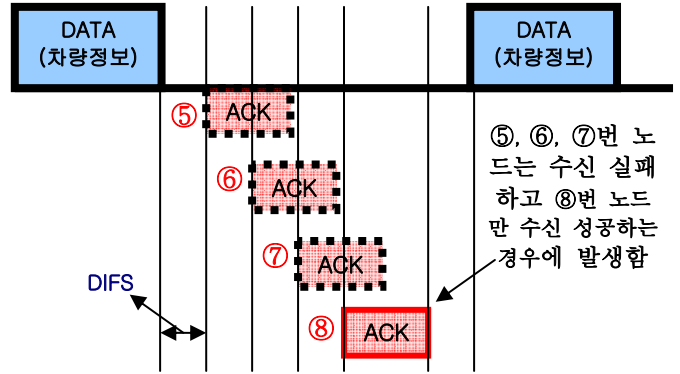 DATA
(차량정보)
DATA
(차량정보)
⑤ ACK
⑥ ACK
⑦ ACK
⑧ ACK
DIFS
⑤, ⑥, ⑦번 노
드는 수신 실패
하고 ⑧번 노드
만 수신 성공하는
경우에 발생함